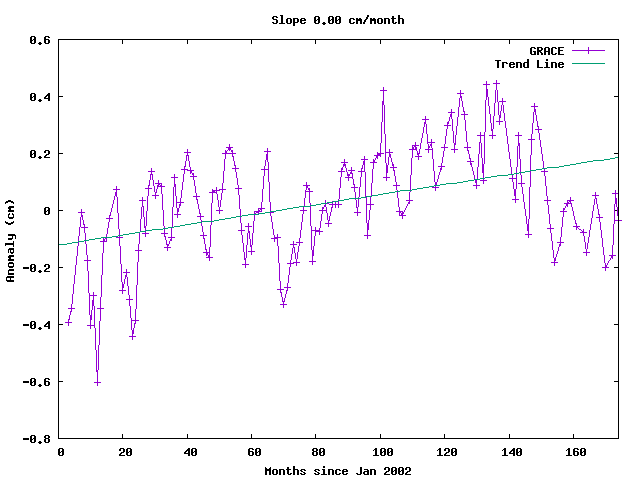 Slope 0.00 cm/month
GRACE
Trend Line
0.6
0.4
0.2
0
-0.2
-0.4
-0.6
-0.8
Anomaly (cm)
0 20 40 60 80 100 120 140 160
Months since Jan 2002